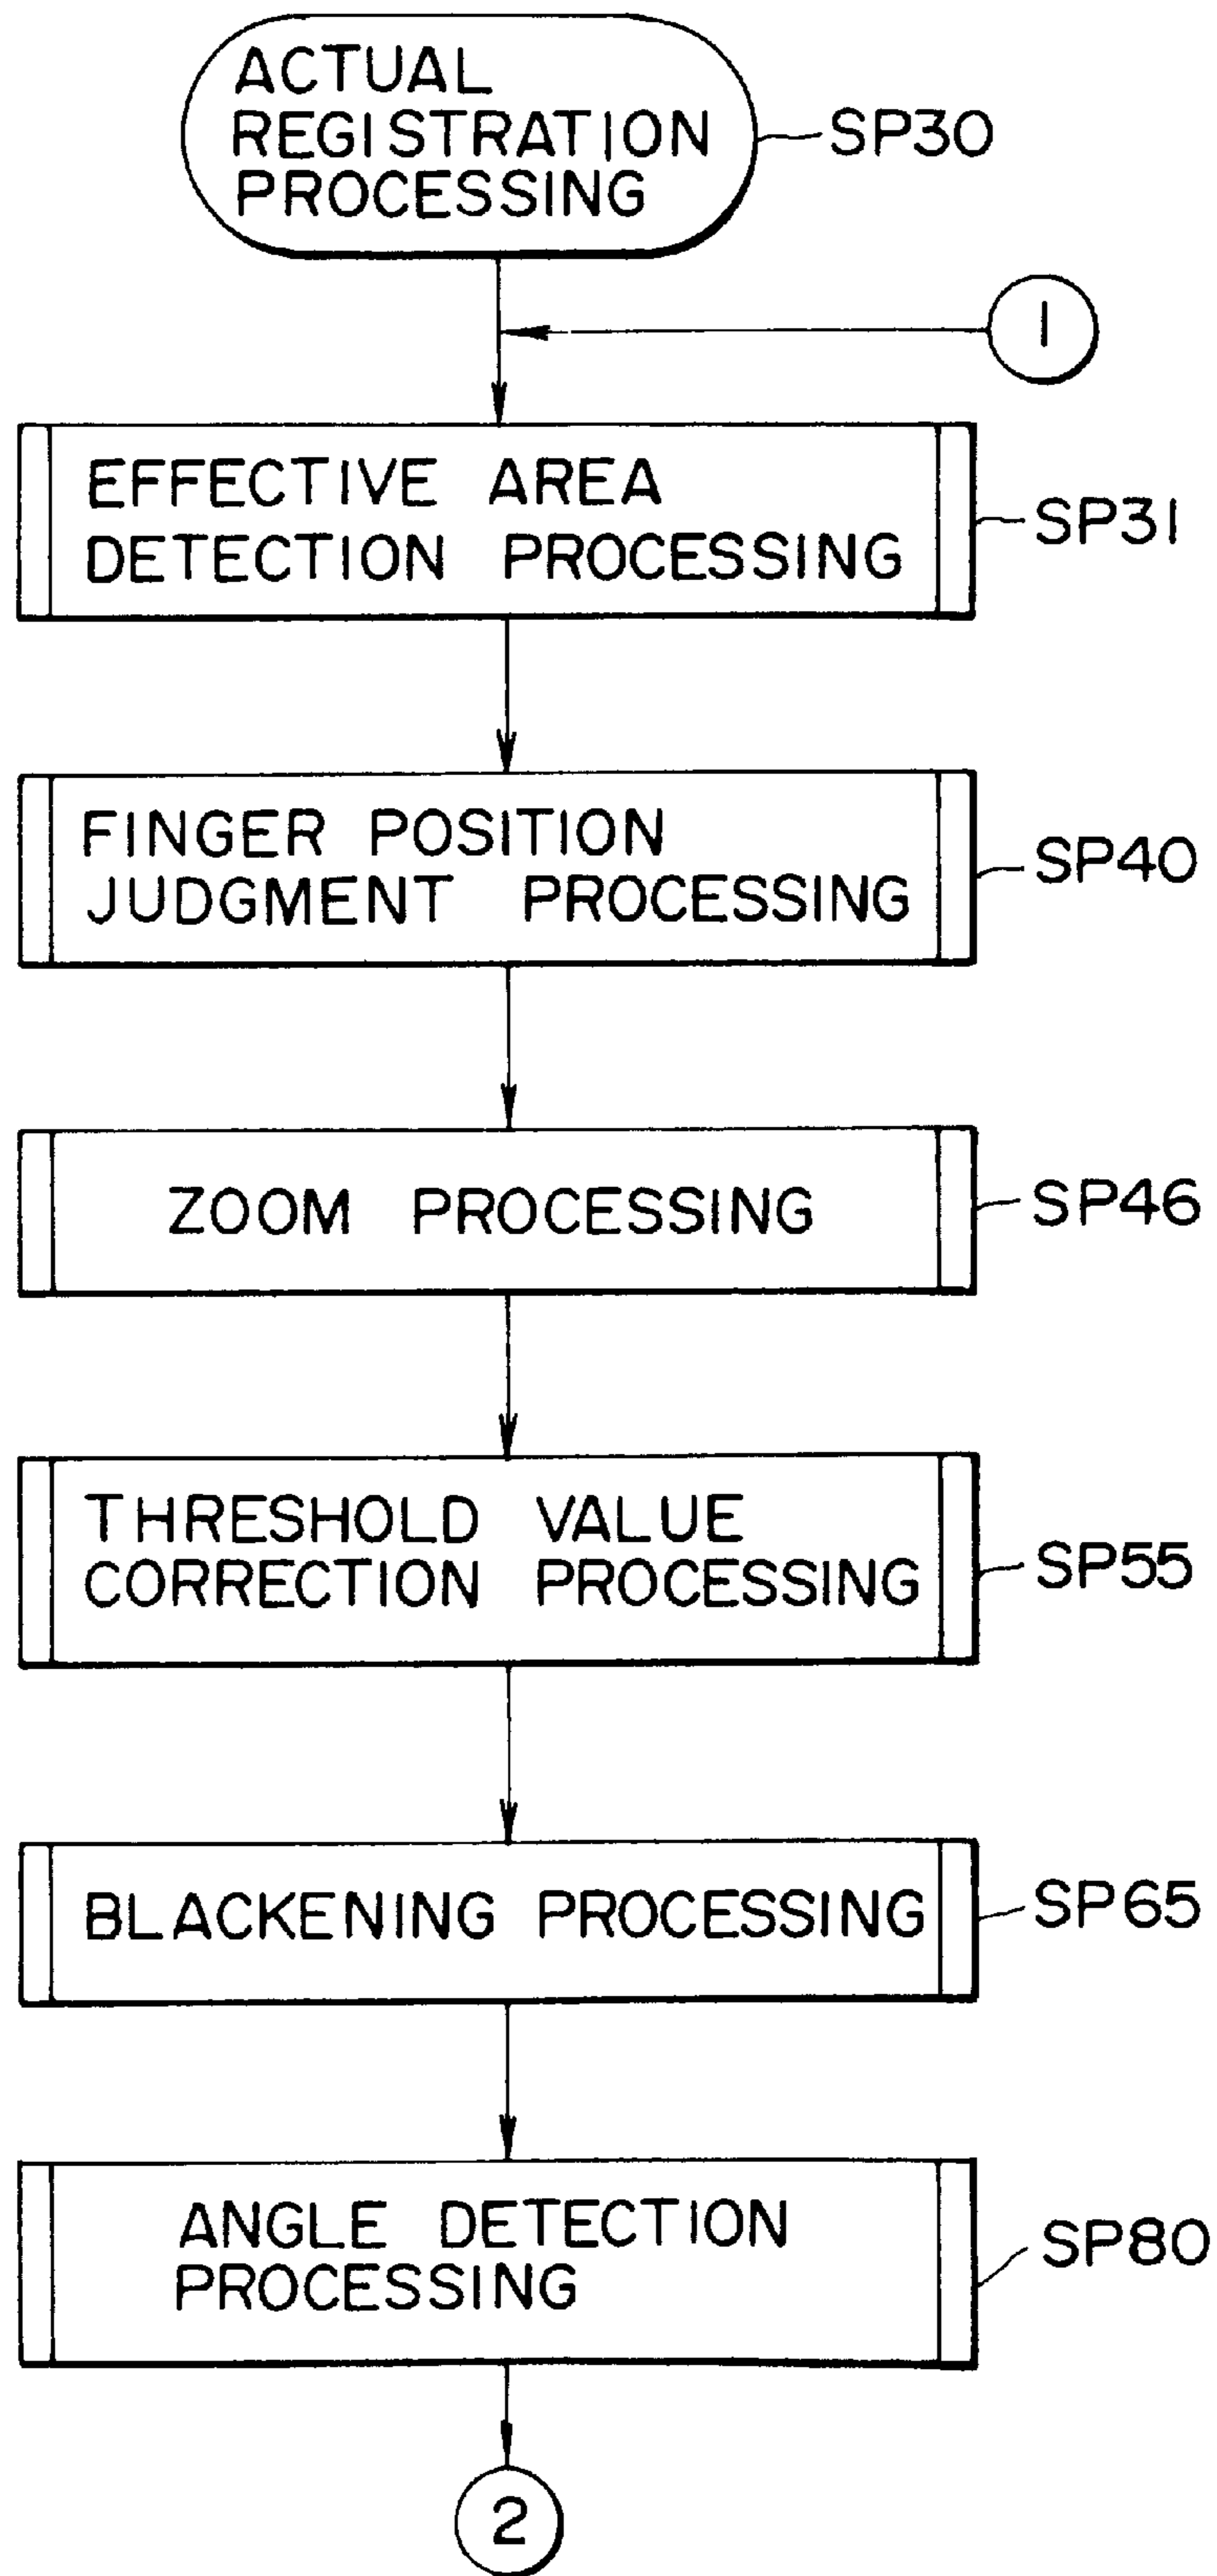 ACTUAL
REGISTRATION
PROCESSING
SP30
1
EFFECTIVE AREA
DETECTION PROCESSING
SP31
FINGER POSITION
JUDGMENT PROCESSING
SP40
ZOOM PROCESSING
SP46
THRESHOLD VALUE
CORRECTION PROCESSING
SP55
BLACKENING PROCESSING
SP65
ANGLE DETECTION
PROCESSING
SP80
2